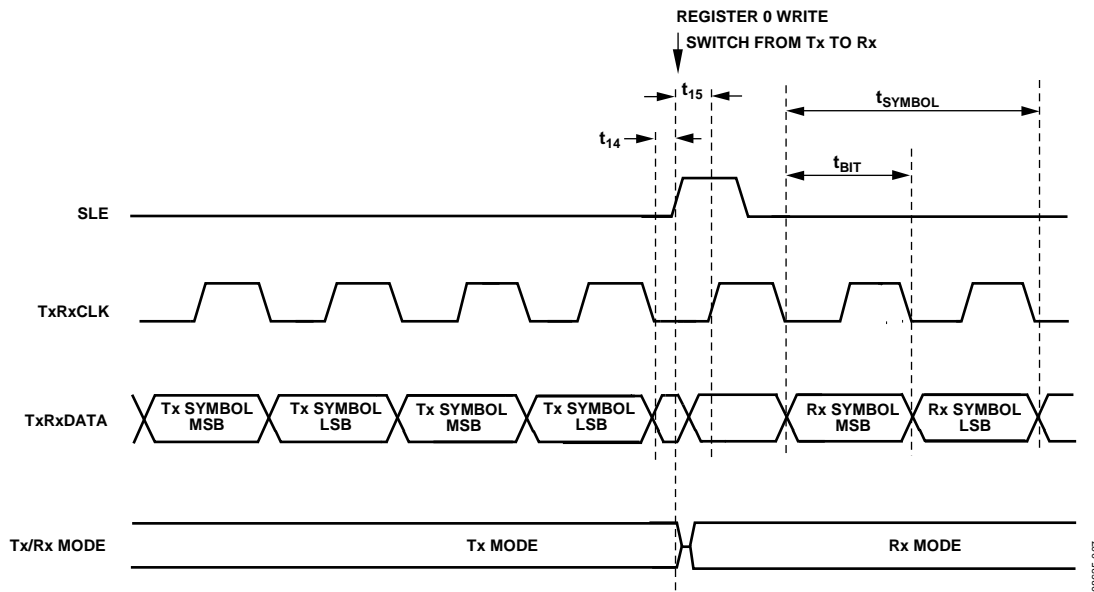 REGISTER 0 WRITE
SWITCH FROM Tx TO Rx
t15
tSYMBOL
t14
tBIT
SLE
TxRxCLK
TxRxDATA
Tx SYMBOL
MSB
Tx SYMBOL
LSB
Tx SYMBOL
MSB
Tx SYMBOL
LSB
Rx SYMBOL
MSB
Rx SYMBOL
LSB
Tx/Rx MODE
Tx MODE
Rx MODE